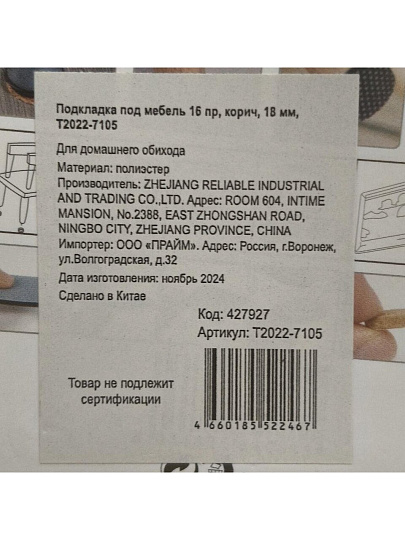 Подкладка под мебель 16 пр, корич, 18 мм,
T2022-7105
Для домашнего обихода
Материал: полиэстер
Производитель: ZHEJIANG RELIABLE INDUSTRIAL
AND TRADING CO.,LTD. Адрес: ROOM 604, INTIME
MANSION, No.2388, EAST ZHONGSHAN ROAD,
NINGBO CITY, ZHEJIANG PROVINCE, CHINA
Импортер: ООО «ПРАЙМ». Адрес: Россия, г.Воронеж,
ул.Волгоградская, д.32
Дата изготовления: ноябрь 2024
Сделано в Китае
Код: 427927
Артикул: T2022-7105
Товар не подлежит
сертификации
4 660185 522467